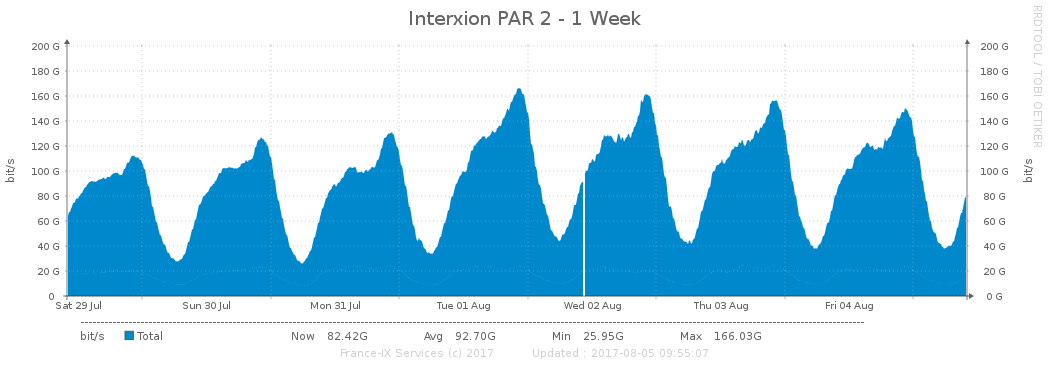 Interxion PAR 2 - 1 Week
RRDTOOL / TOBI OETIKER
200 G 200 G
180 G 180 G
160 G 160 G
140 G 140 G
120 G 120 G
100 G 100 G
80 G 80 G
60 G 60 G
40 G 40 G
20 G 20 G
0 0 G
bit/s bit/s
Sat 29 Jul Sun 30 Jul Mon 31 Jul Tue 01 Aug Wed 02 Aug Thu 03 Aug Fri 04 Aug
bit/s Total Now 82.42G Avg 92.70G Min 25.95G Max 166.03G
France-IX Services (c) 2017 Updated : 2017-08-05 09:55:07